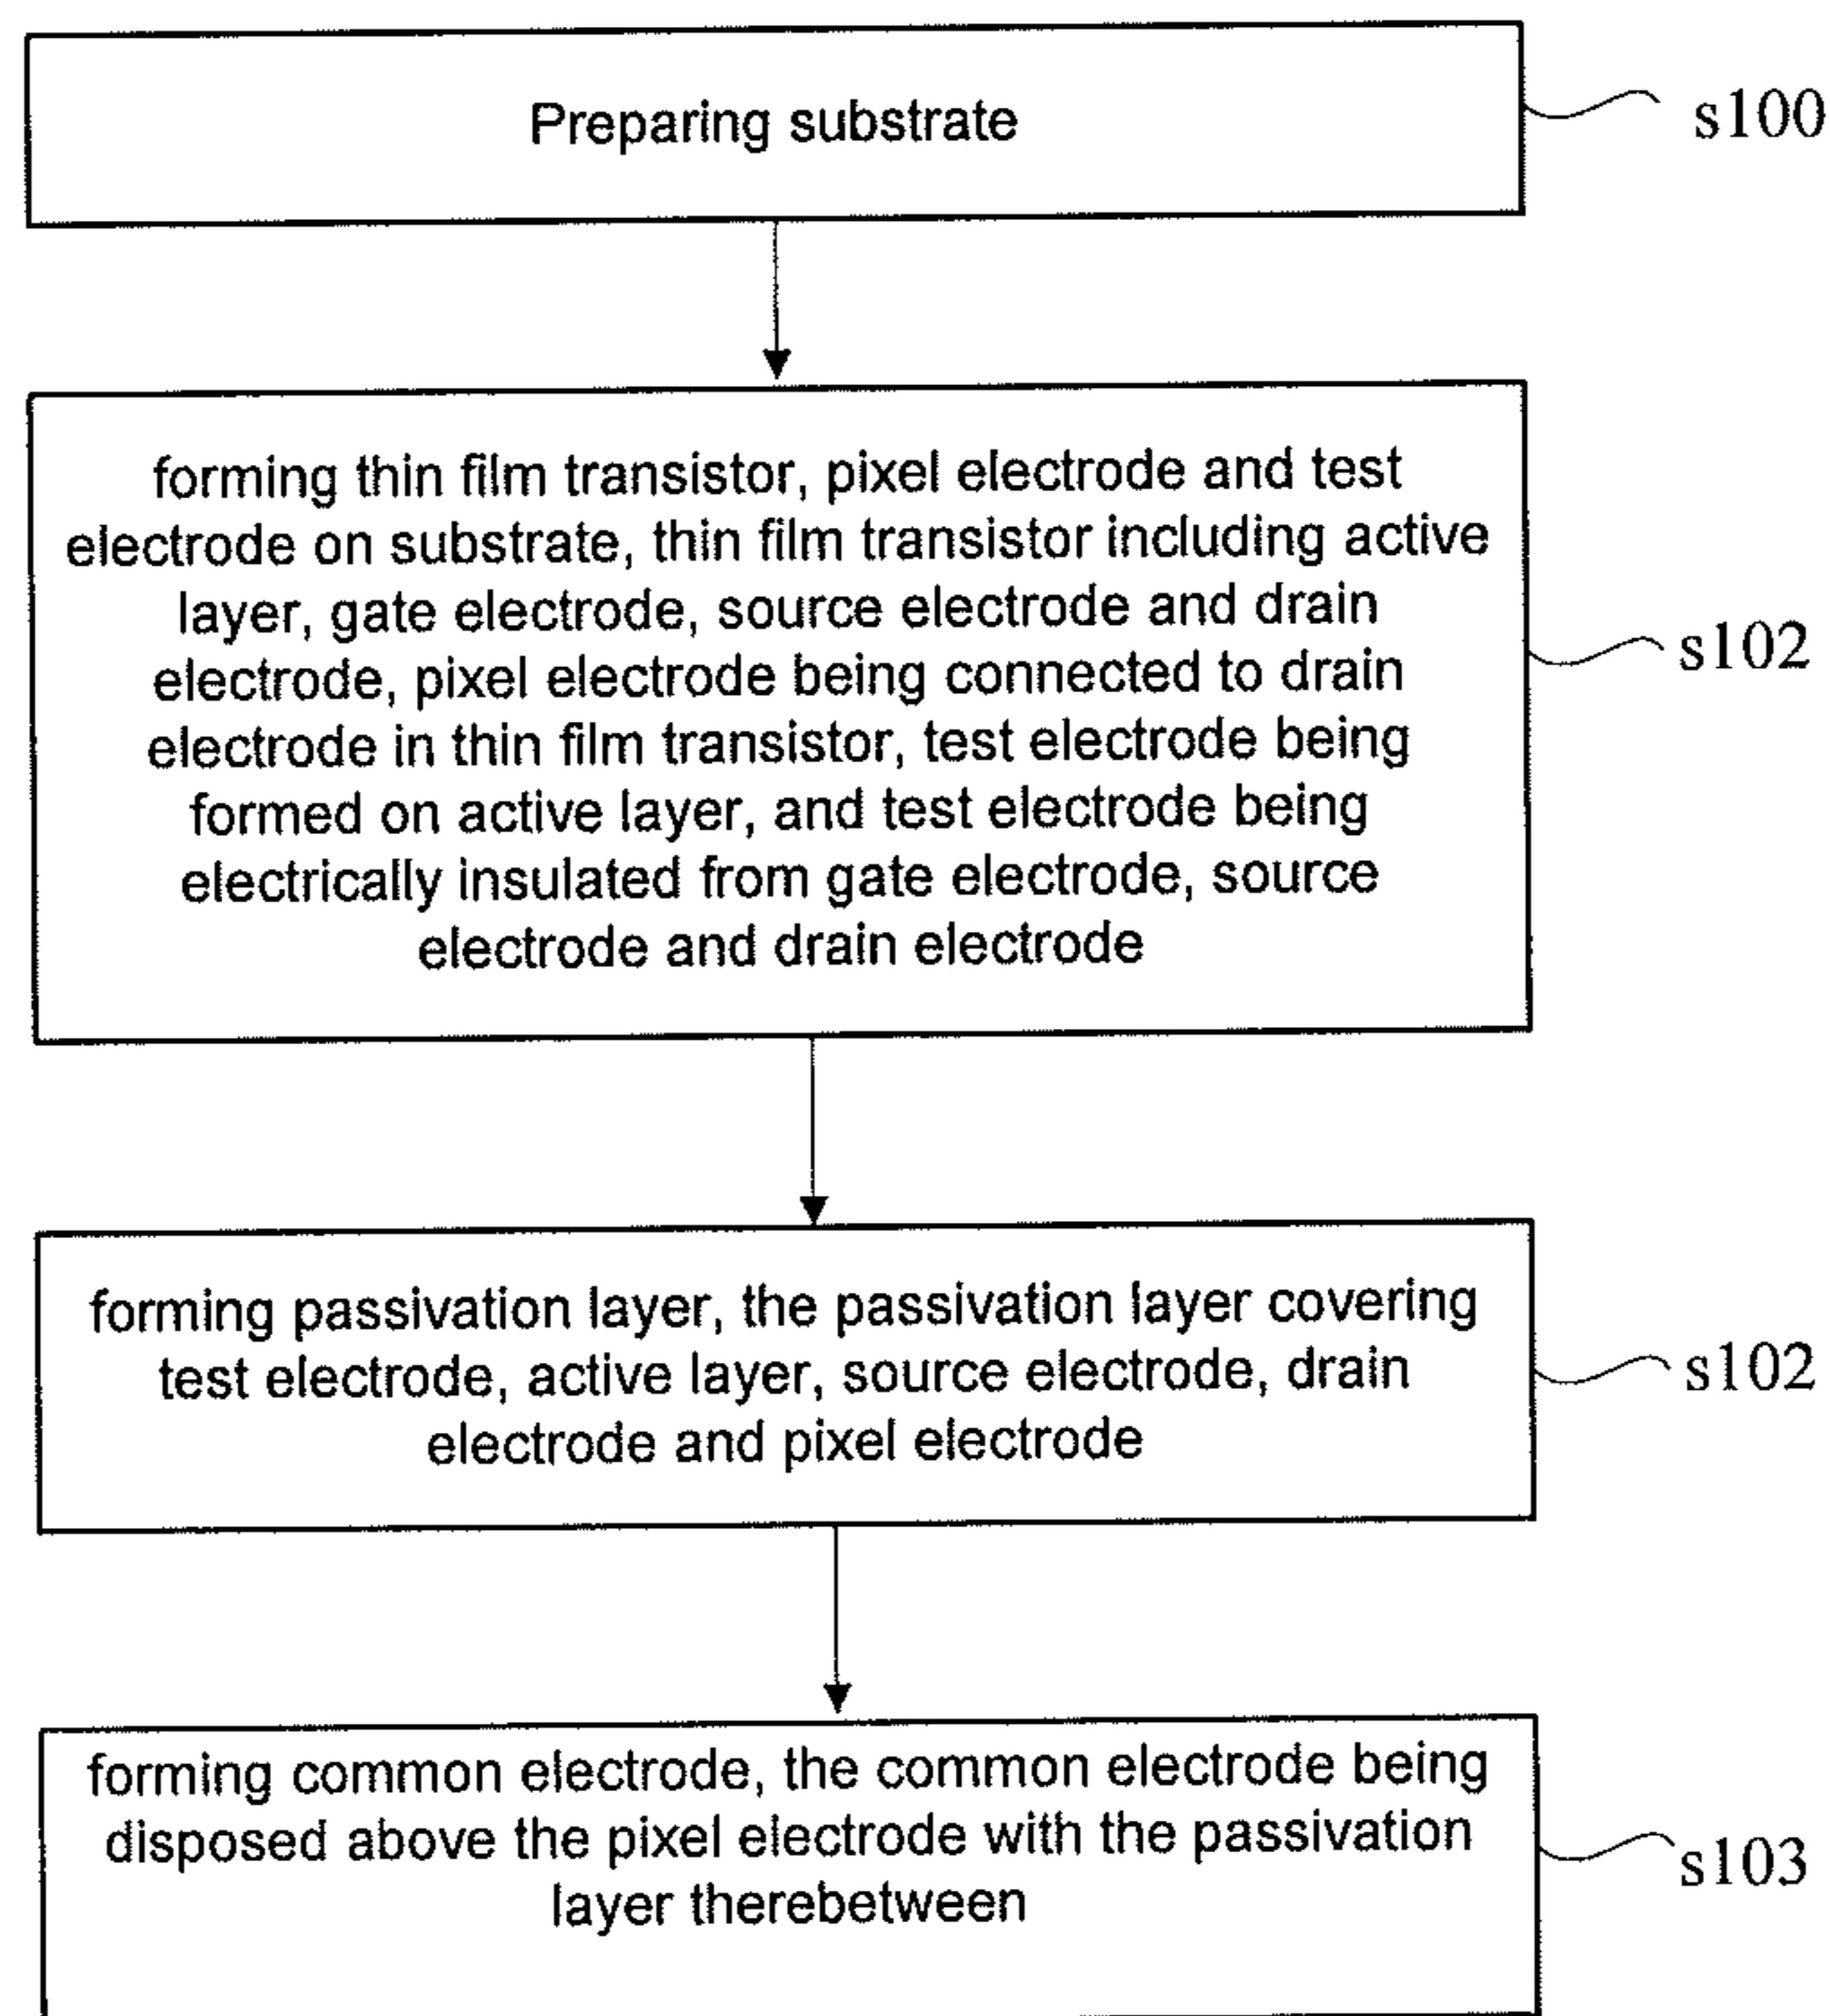 Preparing substrate
s100
forming thin film transistor, pixel electrode and test
electrode on substrate, thin film transistor including active
layer, gate electrode, source electrode and drain
electrode, pixel electrode being connected to drain
electrode in thin film transistor, test electrode being
formed on active layer, and test electrode being
electrically insulated from gate electrode, source
electrode and drain electrode
s102
forming passivation layer, the passivation layer covering
test electrode, active layer, source electrode, drain
electrode and pixel electrode
s102
forming common electrode, the common electrode being
disposed above the pixel electrode with the passivation
layer therebetween
s103